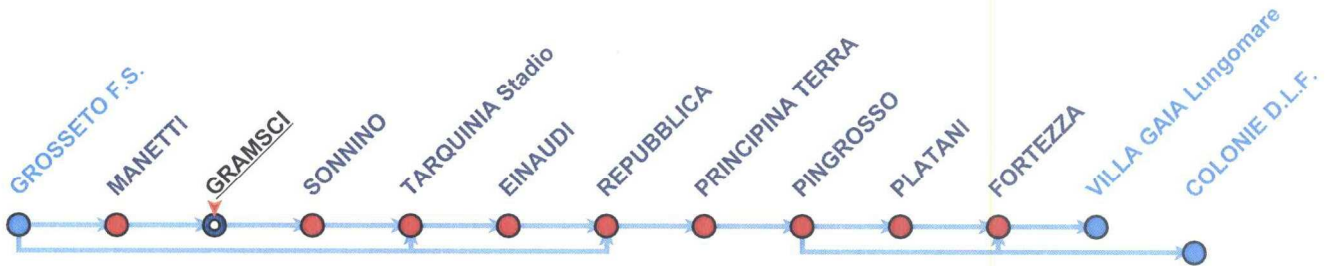 GROSSETO F.S.
MANETTI
GRAMSCI
SONNINO
TARQUINIA Stadio
EINAUDI
REPUBBLICA
PRINCIPINA TERRA
PINGROSSO
PLATANI
FORTEZZA
VILLA GAIA Lungomare
COLONIE D.L.F.